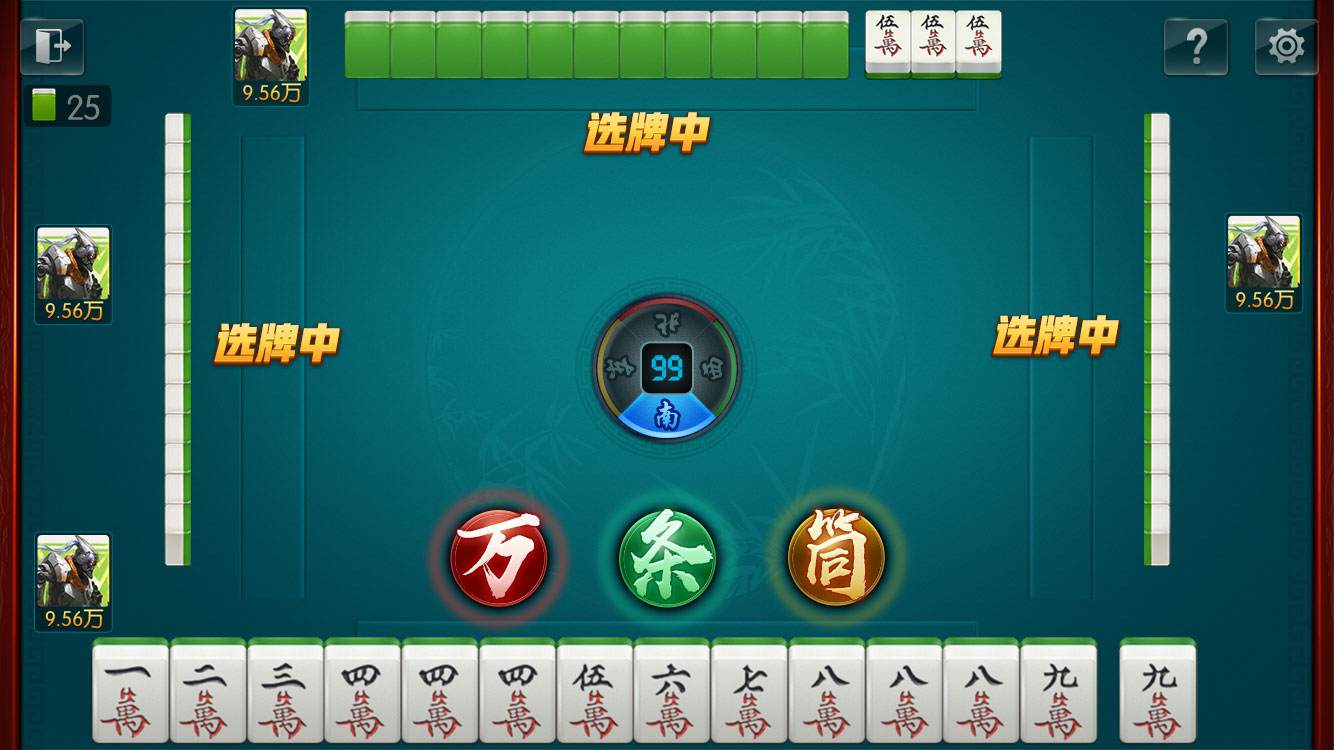 伍萬 伍萬 伍萬
?
9.56万
25
选牌中
9.56万
9.56万
选牌中
选牌中
北
东 99 西
南
万 条 筒
9.56万
一萬 二萬 三萬 四萬 四萬 四萬 伍萬 六萬 七萬 八萬 八萬 八萬 九萬 九萬